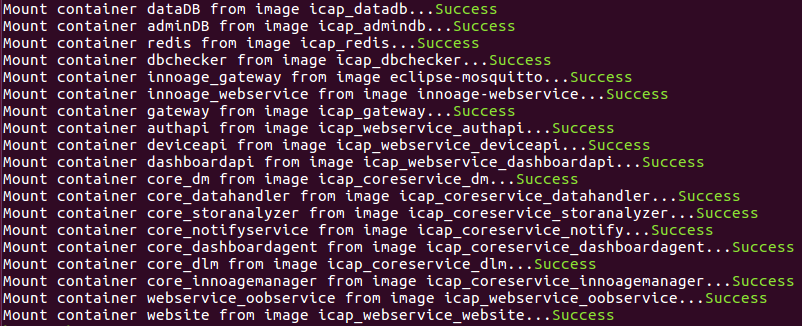 Mount container dataDB from image icap_datadb...Success
Mount container adminDB from image icap_admindb...Success
Mount container redis from image icap_redis...Success
Mount container dbchecker from image icap_dbchecker...Success
Mount container innoage_gateway from image eclipse-mosquitto...Success
Mount container innoage_webservice from image innoage-webservice...Success
Mount container gateway from image icap_gateway...Success
Mount container authapi from image icap_webservice_authapi...Success
Mount container deviceapi from image icap_webservice_deviceapi...Success
Mount container dashboardapi from image icap_webservice_dashboardapi...Success
Mount container core_dm from image icap_coreservice_dm...Success
Mount container core_datahandler from image icap_coreservice_datahandler...Success
Mount container core_storanalyzer from image icap_coreservice_storanalyzer...Success
Mount container core_notifyservice from image icap_coreservice_notify...Success
Mount container core_dashboardagent from image icap_coreservice_dashboardagent...Success
Mount container core_dlm from image icap_coreservice_dlm...Success
Mount container core_innoagemanager from image icap_coreservice_innoagemanager...Success
Mount container webservice_oobservice from image icap_webservice_oobservice...Success
Mount container website from image icap_webservice_website...Success